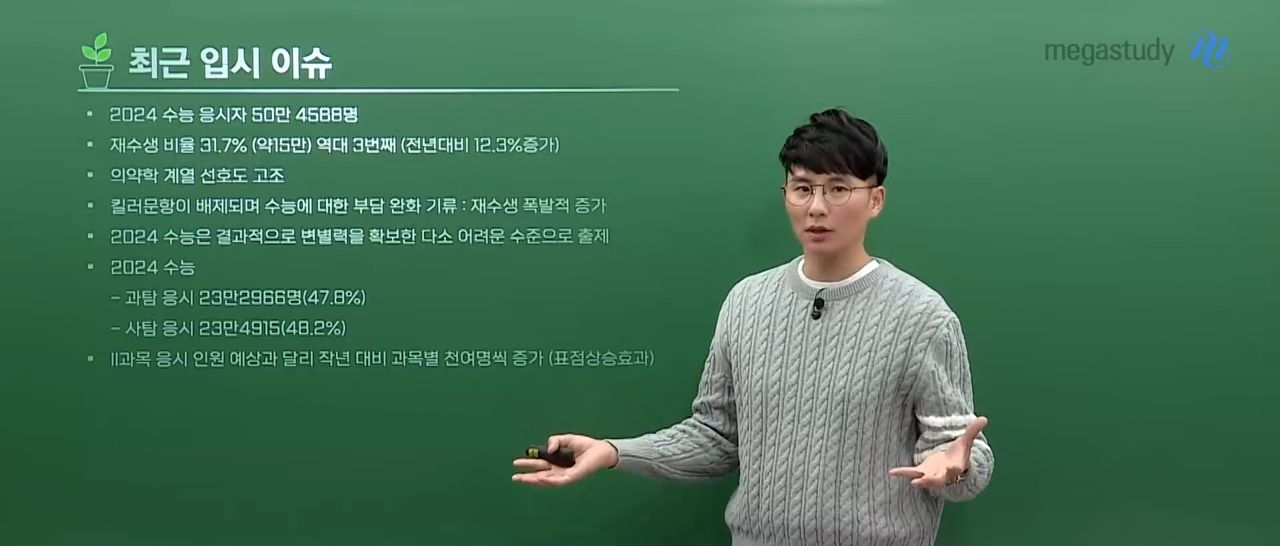 최근 입시 이슈
megastudy
2024 수능 응시자 50만 4588명
재수생 비율 31.7% (약15만) 역대 3번째 (전년대비 12.3%증가)
의약학 계열 선호도 고조
킬러문항이 배제되며 수능에 대한 부담 완화 기류 : 재수생 폭발적 증가
2024 수능은 결과적으로 변별력을 확보한 다소 어려운 수준으로 출제
2024 수능
- 과탐 응시 23만2966명(47.8%)
- 사탐 응시 23만4915(48.2%)
II과목 응시 인원 예상과 달리 작년 대비 과목별 천여명씩 증가 (표점상승효과)